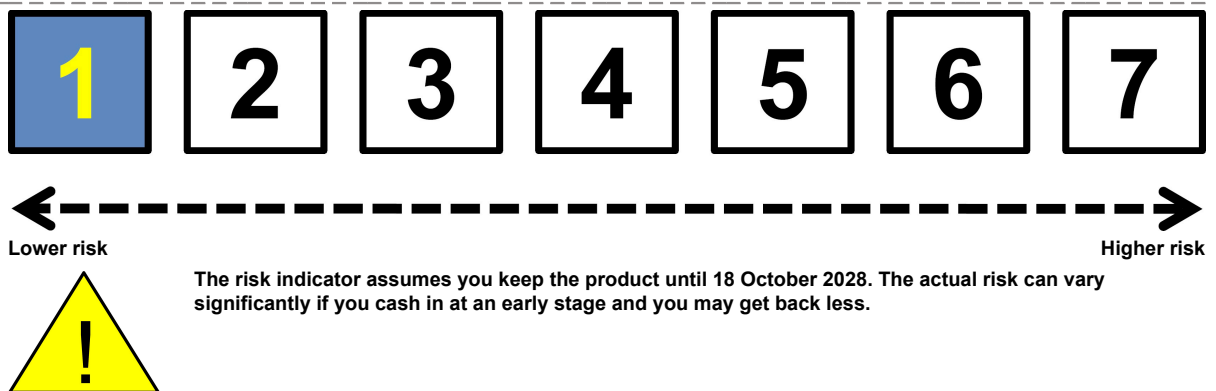 1 2 3 4 5 6 7
Lower risk Higher risk
The risk indicator assumes you keep the product until 18 October 2028. The actual risk can vary
significantly if you cash in at an early stage and you may get back less.
!